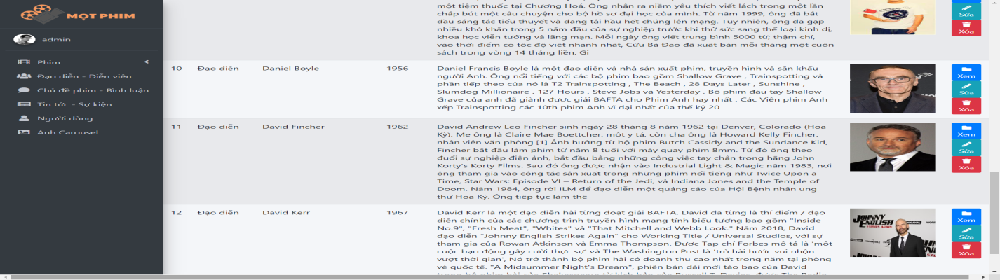 MỌT PHIM
admin
Phim
Đạo diễn - Diễn viên
Chủ đề phim - Bình luận
Tin tức - Sự kiện
Người dùng
Ảnh Carousel
một tiệm thuốc tại Chương Hoá. Ông nhận ra niềm yêu thích viết lách trong một lần
chấp bút một câu chuyện cho bộ hồ sơ đại học của mình. Từ năm 1999, ông đã bắt
đầu sáng tác tiểu thuyết và đăng tải hầu hết chúng lên mạng. Tuy nhiên, ông đã gặp
nhiều khó khăn trong 5 năm đầu của sự nghiệp trước khi thử sức sang thể loại kinh dị,
khoa học viễn tưởng và lãng mạn. Mỗi ngày ông viết trung bình 5000 từ; thậm chí,
vào thời điểm có tốc độ viết nhanh nhất, Cửu Bả Đao đã xuất bản mỗi tháng một cuốn
sách trong vòng 14 tháng liền. Gi
Sửa
Xóa
10 Đạo diễn Daniel Boyle 1956
Daniel Francis Boyle là một đạo diễn và nhà sản xuất phim, truyền hình và sân khấu
người Anh. Ông nổi tiếng với các bộ phim bao gồm Shallow Grave , Trainspotting và
phần tiếp theo của nó là T2 Trainspotting , The Beach , 28 Days Later , Sunshine ,
Slumdog Millionaire , 127 Hours , Steve Jobs và Yesterday . Bộ phim đầu tay Shallow
Grave của anh đã giành được giải BAFTA cho Phim Anh hay nhất . Các Viện phim Anh
xếp Trainspotting các 10th phim Anh vĩ đại nhất của thế kỷ 20 .
Xem
Sửa
Xóa
11 Đạo diễn David Fincher 1962
David Andrew Leo Fincher sinh ngày 28 tháng 8 năm 1962 tại Denver, Colorado (Hoa
Kỳ). Mẹ ông là Claire Mae Boettcher, một y tá, còn cha ông là Howard Kelly Fincher,
nhân viên văn phòng.[1] Ảnh hưởng từ bộ phim Butch Cassidy and the Sundance Kid,
Fincher bắt đầu làm phim từ năm 8 tuổi với máy quay phim 8mm. Từ đó ông theo
đuổi sự nghiệp điện ảnh, bắt đầu bằng những công việc tay chân trong hãng John
Korty's Korty Films. Sau đó ông được nhận vào Industrial Light & Magic năm 1983, nơi
ông tham gia vào công tác sản xuất trong những phim nổi tiếng như Twice Upon a
Time, Star Wars: Episode VI – Return of the Jedi, và Indiana Jones and the Temple of
Doom. Năm 1984, ông rời ILM để đạo diễn một quảng cáo của Hội Bệnh nhân ung
thư Hoa Kỳ. Ông tiếp tục làm thê
Xem
Sửa
Xóa
12 Đạo diễn David Kerr 1967
David Kerr là một đạo diễn hài từng đoạt giải BAFTA. David đã từng là thí điểm / đạo
diễn chính của các chương trình truyền hình mang tính biểu tượng bao gồm "Inside
No.9", "Fresh Meat", "Whites" và "That Mitchell and Webb Look." Năm 2018, David
đạo diễn "Johnny English Strikes Again" cho Working Title / Universal Studios, với sự
tham gia của Rowan Atkinson và Emma Thompson. Được Tạp chí Forbes mô tả là 'một
cuộc bạo động gây cười thực sự' và The Washington Post là 'trò hài hước vui nhộn
vượt thời gian', Nó trở thành bộ phim hài có doanh thu cao nhất trong năm tại phòng
vé quốc tế. "A Midsummer Night's Dream", phiên bản dài mới táo bạo của David
JOHNNY
ENGLISH
STRIKES AGAIN
Xem
Sửa
Xóa